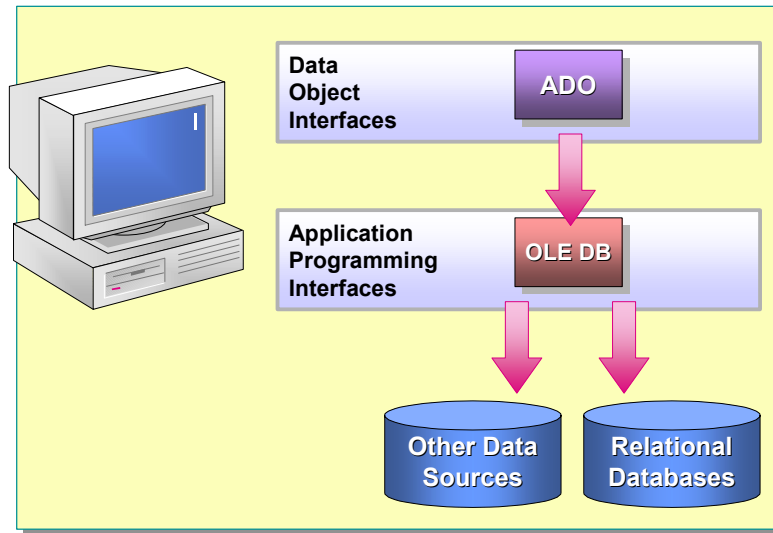 Data
Object
Interfaces
ADO
Application
Programming
Interfaces
OLE DB
Other Data
Sources
Relational
Databases